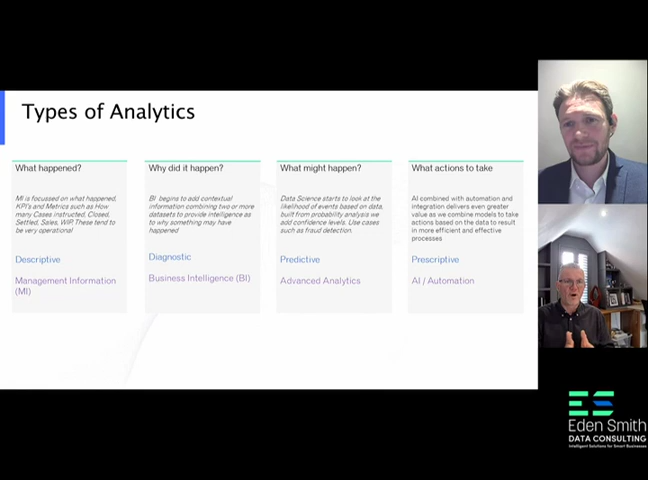 Types of Analytics
What happened?
MI is focussed on what happened,
KPI's and Metrics such as How
many Cases instructed, Closed,
Settled, Sales, WIP. These tend to
be very operational
Descriptive
Management Information
(MI)
Why did it happen?
BI begins to add contextual
information combining two or more
datasets to provide intelligence as
to why something may have
happened
Diagnostic
Business Intelligence (BI)
What might happen?
Data Science starts to look at the
likelihood of events based on data,
built from probability analysis we
add confidence levels. Use cases
such as fraud detection.
Predictive
Advanced Analytics
What actions to take
AI combined with automation and
integration delivers even greater
value as we combine models to take
actions based on the data to result
in more efficient and effective
processes
Prescriptive
AI / Automation
ES
Eden Smith
DATA CONSULTING
Intelligent Solutions for Smart Businesses